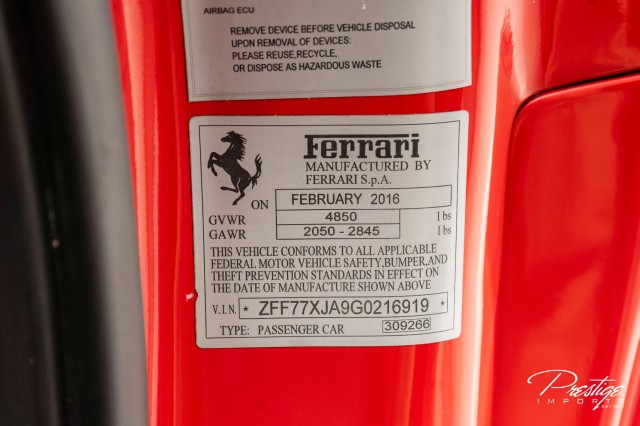 AIRBAG ECU
REMOVE DEVICE BEFORE VEHICLE DISPOSAL
UPON REMOVAL OF DEVICES:
PLEASE REUSE,RECYCLE,
OR DISPOSE AS HAZARDOUS WASTE
Ferrari
MANUFACTURED BY
FERRARI S.p.A.
ON FEBRUARY 2016
GVWR 4850 lbs
GAWR 2050 - 2845 lbs
THIS VEHICLE CONFORMS TO ALL APPLICABLE
FEDERAL MOTOR VEHICLE SAFETY,BUMPER,AND
THEFT PREVENTION STANDARDS IN EFFECT ON
THE DATE OF MANUFACTURE SHOWN ABOVE
V.I.N. * ZFF77XJA9G0216919 *
TYPE: PASSENGER CAR 309266
Prestige
IMPORTS